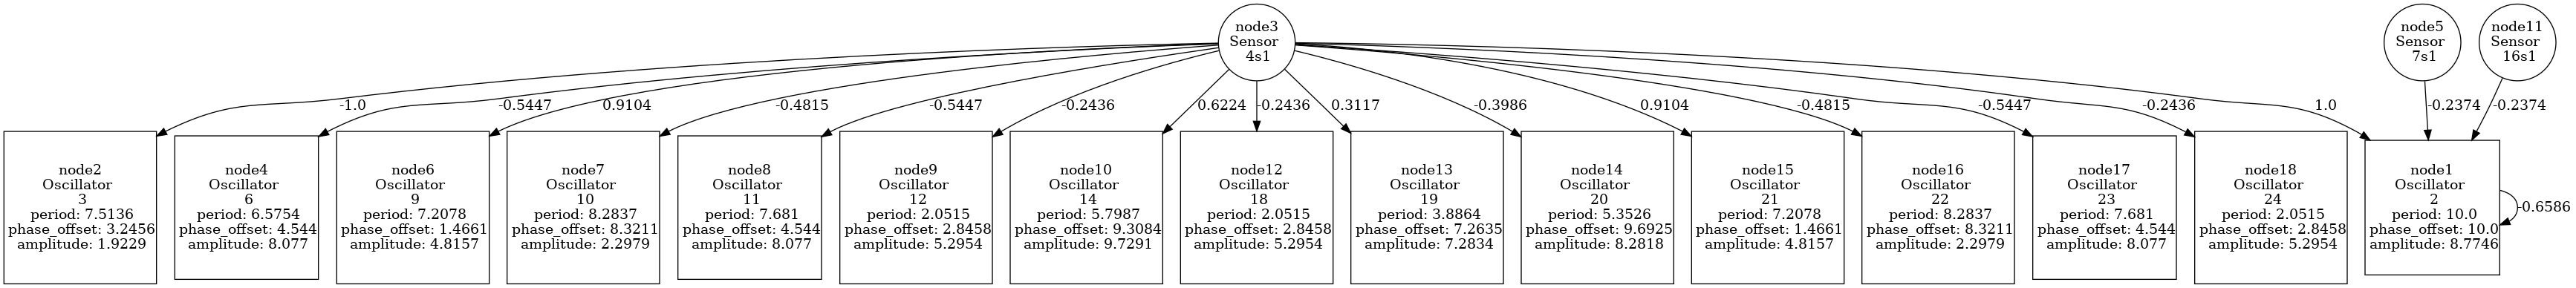 node3
Sensor
4s1
node5
Sensor
7s1
node11
Sensor
16s1
-1.0
-0.5447
0.9104
-0.4815
-0.5447
-0.2436
0.6224
-0.2436
0.3117
-0.3986
0.9104
-0.4815
-0.5447
-0.2436
1.0
-0.2374
-0.2374
node2
Oscillator
3
period: 7.5136
phase_offset: 3.2456
amplitude: 1.9229
node4
Oscillator
6
period: 6.5754
phase_offset: 4.544
amplitude: 8.077
node6
Oscillator
9
period: 7.2078
phase_offset: 1.4661
amplitude: 4.8157
node7
Oscillator
10
period: 8.2837
phase_offset: 8.3211
amplitude: 2.2979
node8
Oscillator
11
period: 7.681
phase_offset: 4.544
amplitude: 8.077
node9
Oscillator
12
period: 2.0515
phase_offset: 2.8458
amplitude: 5.2954
node10
Oscillator
14
period: 5.7987
phase_offset: 9.3084
amplitude: 9.7291
node12
Oscillator
18
period: 2.0515
phase_offset: 2.8458
amplitude: 5.2954
node13
Oscillator
19
period: 3.8864
phase_offset: 7.2635
amplitude: 7.2834
node14
Oscillator
20
period: 5.3526
phase_offset: 9.6925
amplitude: 8.2818
node15
Oscillator
21
period: 7.2078
phase_offset: 1.4661
amplitude: 4.8157
node16
Oscillator
22
period: 8.2837
phase_offset: 8.3211
amplitude: 2.2979
node17
Oscillator
23
period: 7.681
phase_offset: 4.544
amplitude: 8.077
node18
Oscillator
24
period: 2.0515
phase_offset: 2.8458
amplitude: 5.2954
node1
Oscillator
2
period: 10.0
phase_offset: 10.0
amplitude: 8.7746
-0.6586